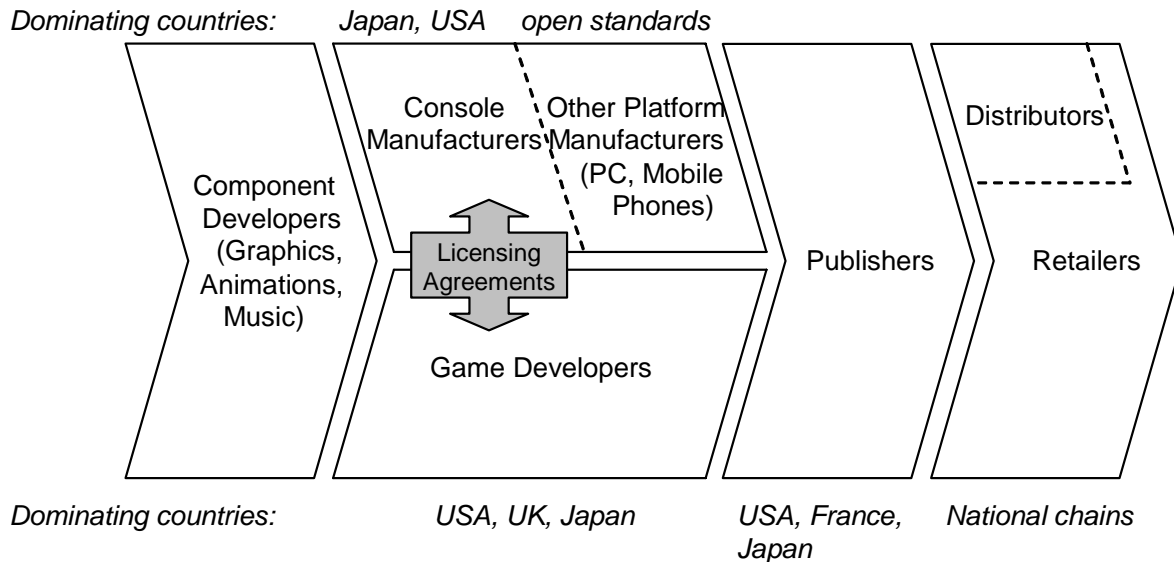 Dominating countries: Japan, USA open standards
Component
Developers
(Graphics,
Animations,
Music)
Console
Manufacturers
Other Platform
Manufacturers
(PC, Mobile
Phones)
Licensing
Agreements
Game Developers
Publishers
Distributors
Retailers
Dominating countries: USA, UK, Japan USA, France, National chains
Japan